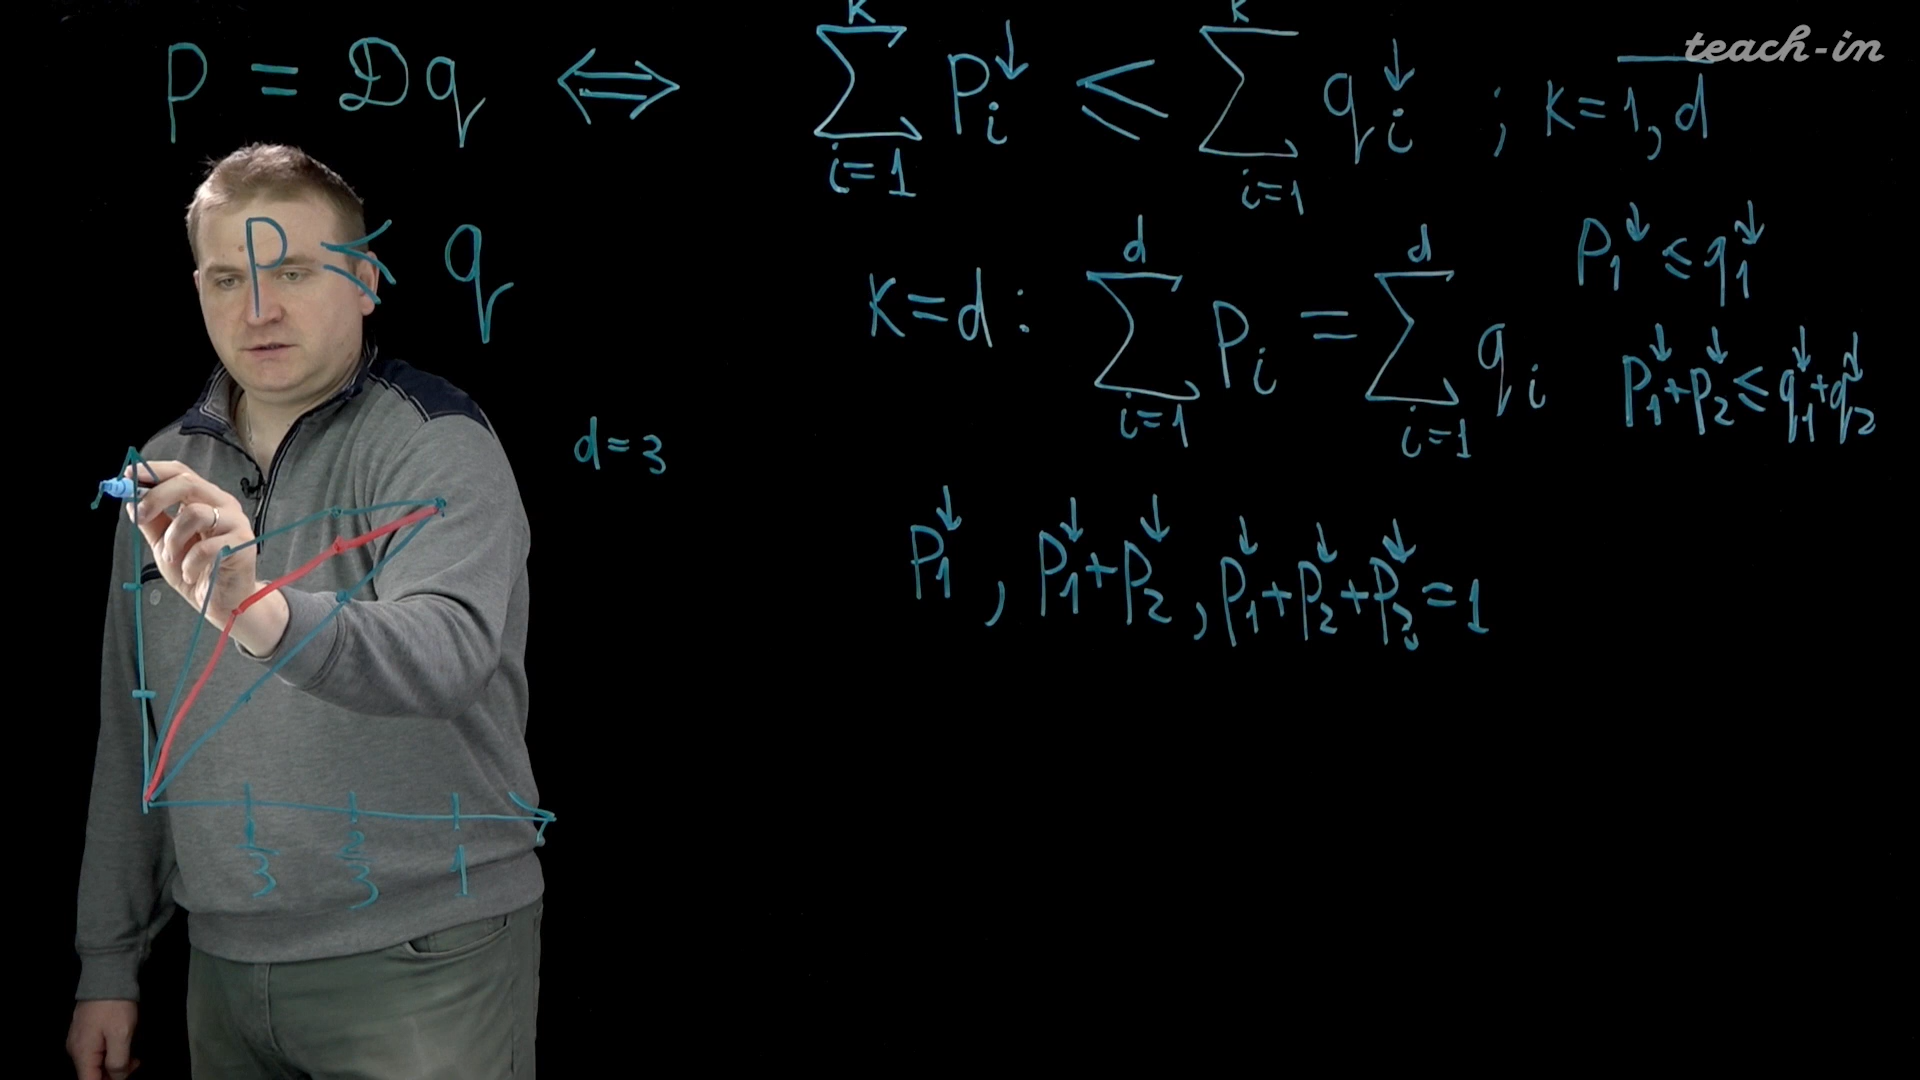 teach-in
P = Dq ⇔ ∑_{i=1}^{K} P_i^↓ ≤ ∑_{i=1}^{K} q_i^↓ ; K = \overline{1, d}
P ≺ q
P_1^↓ ≤ q_1^↓
K = d : ∑_{i=1}^{d} P_i = ∑_{i=1}^{d} q_i
P_1^↓ + P_2^↓ ≤ q_1^↓ + q_2^↓
d = 3
P_1^↓ , P_1^↓ + P_2^↓ , P_1^↓ + P_2^↓ + P_3^↓ = 1
1/3 2/3 1